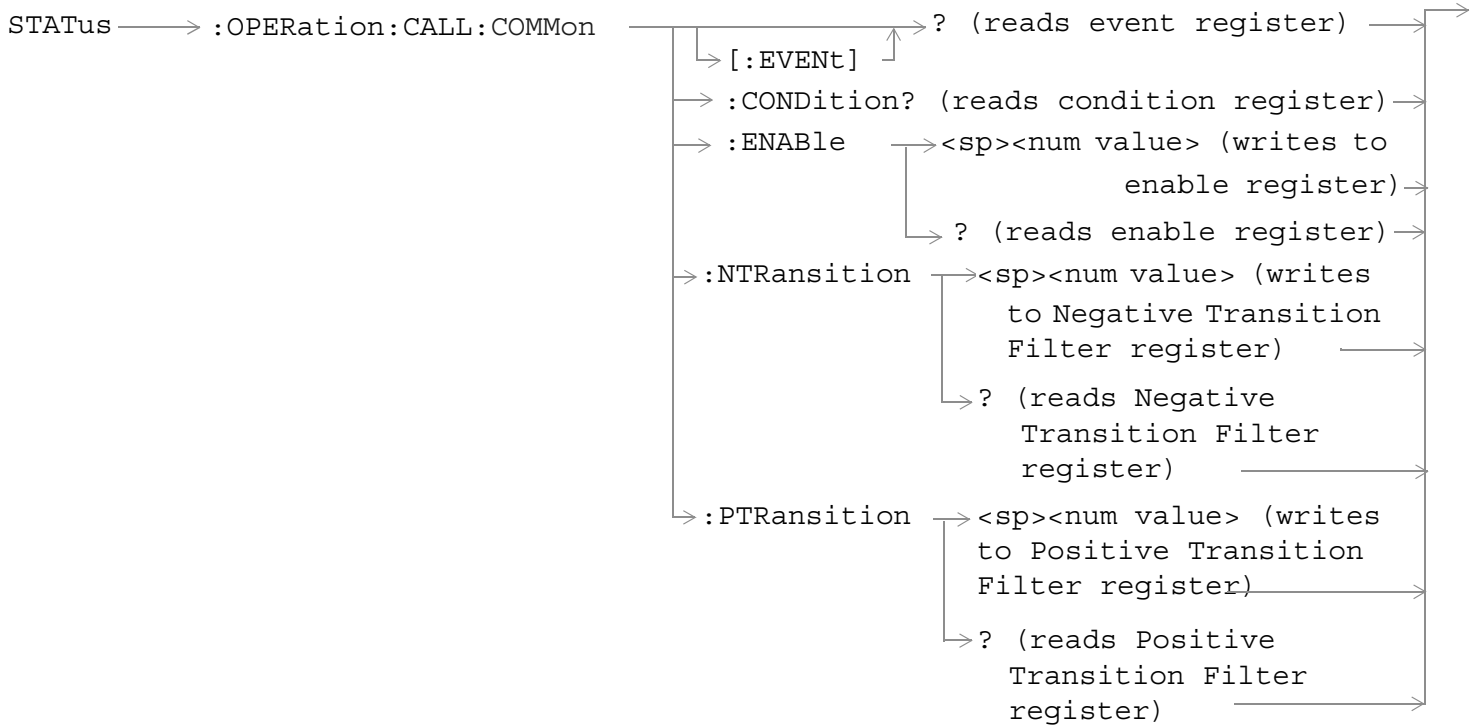 STATus :OPERation:CALL:COMMon ? (reads event register)
[:EVENt]
:CONDition? (reads condition register)
:ENABle <sp><num value> (writes to
enable register)
? (reads enable register)
:NTRansition <sp><num value> (writes
to Negative Transition
Filter register)
? (reads Negative
Transition Filter
register)
:PTRansition <sp><num value> (writes
to Positive Transition
Filter register)
? (reads Positive
Transition Filter
register)